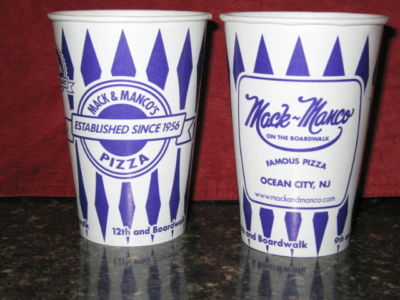 MACK & MANCO'S
ESTABLISHED SINCE 1956
PIZZA
12th and Boardwalk
Mack~Manco
ON THE BOARDWALK
FAMOUS PIZZA
OCEAN CITY, NJ
www.mackandmanco.com
and Boardwalk
9th